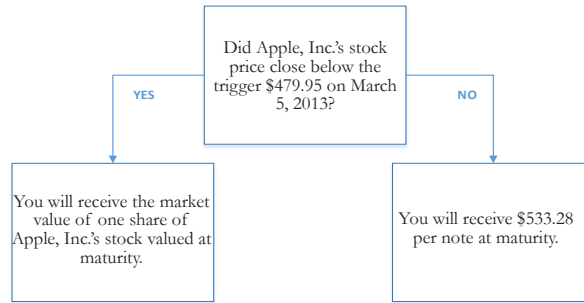 Did Apple, Inc.'s stock
price close below the
trigger $479.95 on March
5, 2013?
YES
NO
You will receive the market
value of one share of
Apple, Inc.'s stock valued at
maturity.
You will receive $533.28
per note at maturity.